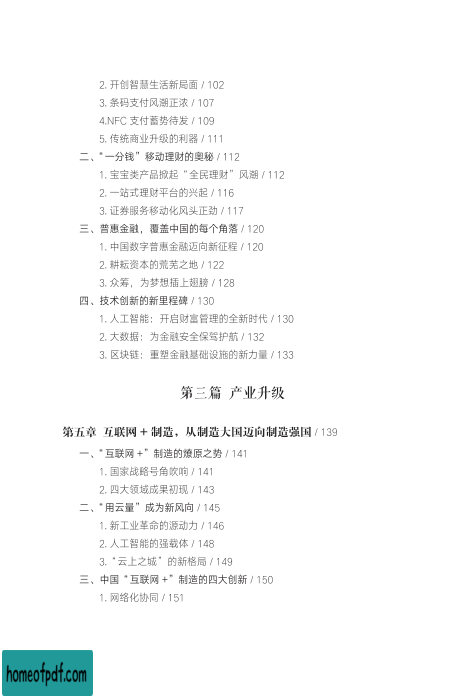 2. 开创智慧生活新局面 / 102
3. 条码支付风潮正浓 / 107
4.NFC 支付蓄势待发 / 109
5. 传统商业升级的利器 / 111
二、“一分钱”移动理财的奥秘 / 112
1. 宝宝类产品掀起“全民理财”风潮 / 112
2. 一站式理财平台的兴起 / 116
3. 证券服务移动化风头正劲 / 117
三、普惠金融，覆盖中国的每个角落 / 120
1. 中国数字普惠金融迈向新征程 / 120
2. 耕耘资本的荒芜之地 / 122
3. 众筹，为梦想插上翅膀 / 128
四、技术创新的新里程碑 / 130
1. 人工智能：开启财富管理的全新时代 / 130
2. 大数据：为金融安全保驾护航 / 132
3. 区块链：重塑金融基础设施的新力量 / 133
第三篇 产业升级
第五章 互联网 + 制造，从制造大国迈向制造强国 / 139
一、“互联网 +”制造的燎原之势 / 141
1. 国家战略号角吹响 / 141
2. 四大领域成果初现 / 143
二、“用云量”成为新风向 / 145
1. 新工业革命的源动力 / 146
2. 人工智能的强载体 / 148
3.“云上之城”的新格局 / 149
三、中国“互联网 +”制造的四大创新 / 150
1. 网络化协同 / 151
homeofpdf.com